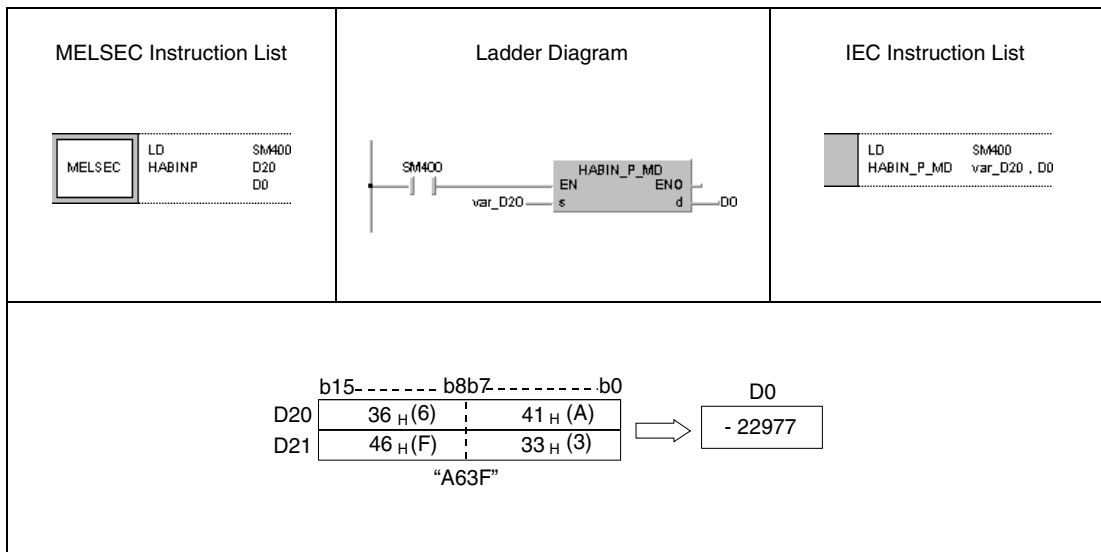 MELSEC Instruction List
MELSEC
LD SM400
HABINP D20
D0
Ladder Diagram
SM400
HABIN_P_MD
EN ENO
var_D20 s d D0
IEC Instruction List
LD SM400
HABIN_P_MD var_D20 , D0
b15 - - - - - - - b8b7 - - - - - - - - - b0
D20 36 H (6) 41 H (A)
D21 46 H (F) 33 H (3)
“A63F”
D0
- 22977